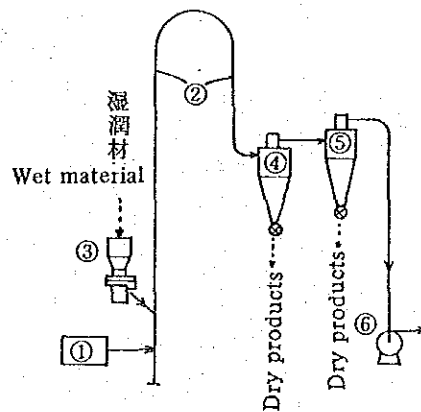 ②
湿潤材
Wet material
③
①
④
⑤
⑥
Dry products
Dry products